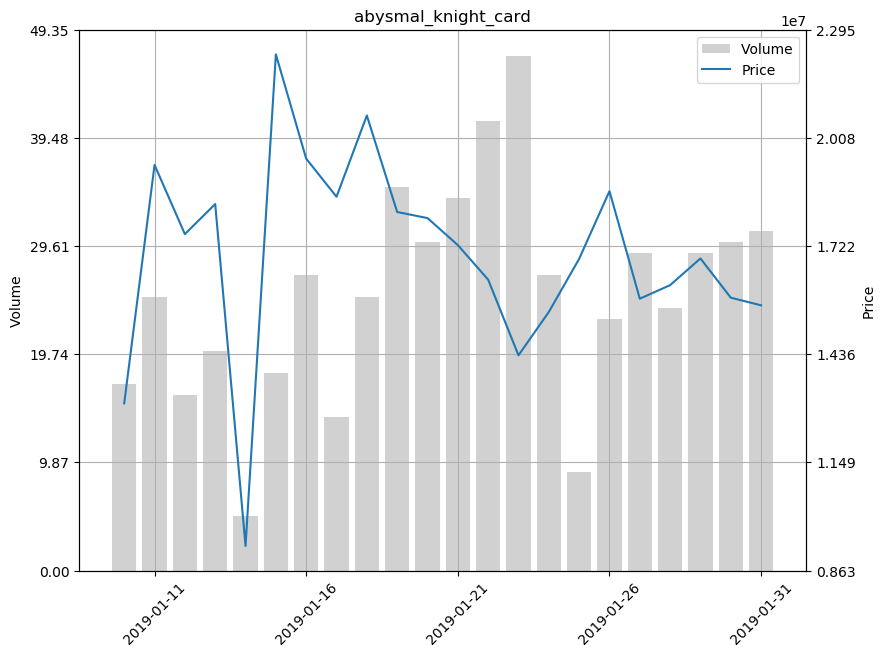 abysmal_knight_card
1e7
49.35
39.48
29.61
19.74
9.87
0.00
Volume
2.295
2.008
1.722
1.436
1.149
0.863
Price
Volume
Price
2019-01-11
2019-01-16
2019-01-21
2019-01-26
2019-01-31